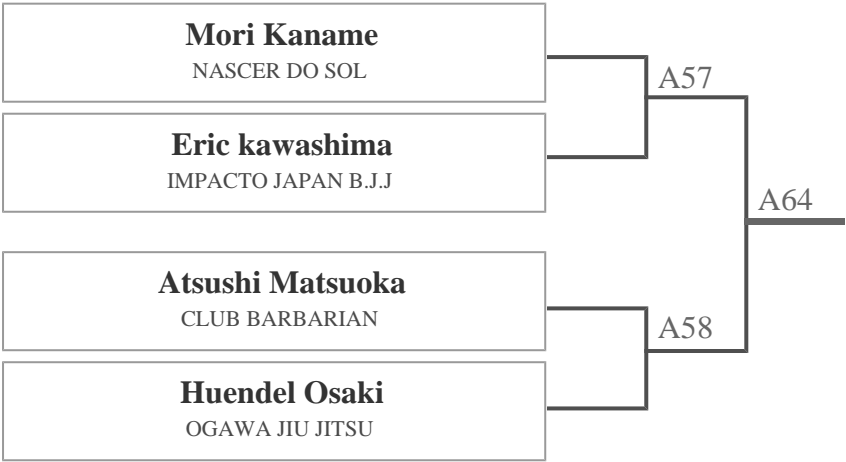 Mori Kaname
NASCER DO SOL
A57
Eric kawashima
IMPACTO JAPAN B.J.J
A64
Atsushi Matsuoka
CLUB BARBARIAN
A58
Huendel Osaki
OGAWA JIU JITSU